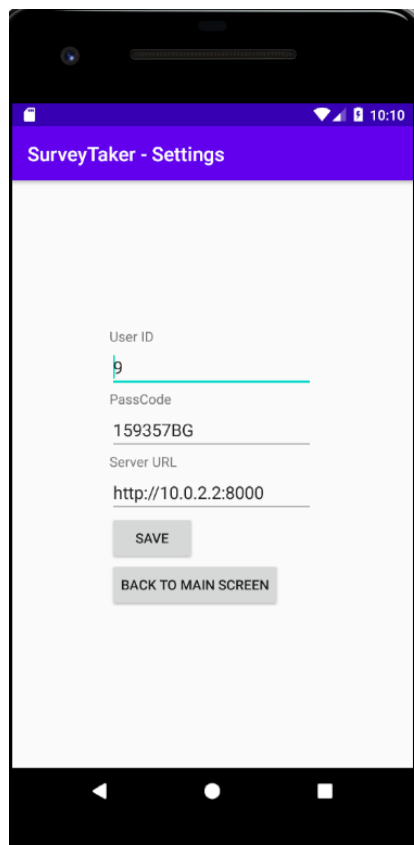 10:10
SurveyTaker - Settings
User ID
9
PassCode
159357BG
Server URL
http://10.0.2.2:8000
SAVE
BACK TO MAIN SCREEN